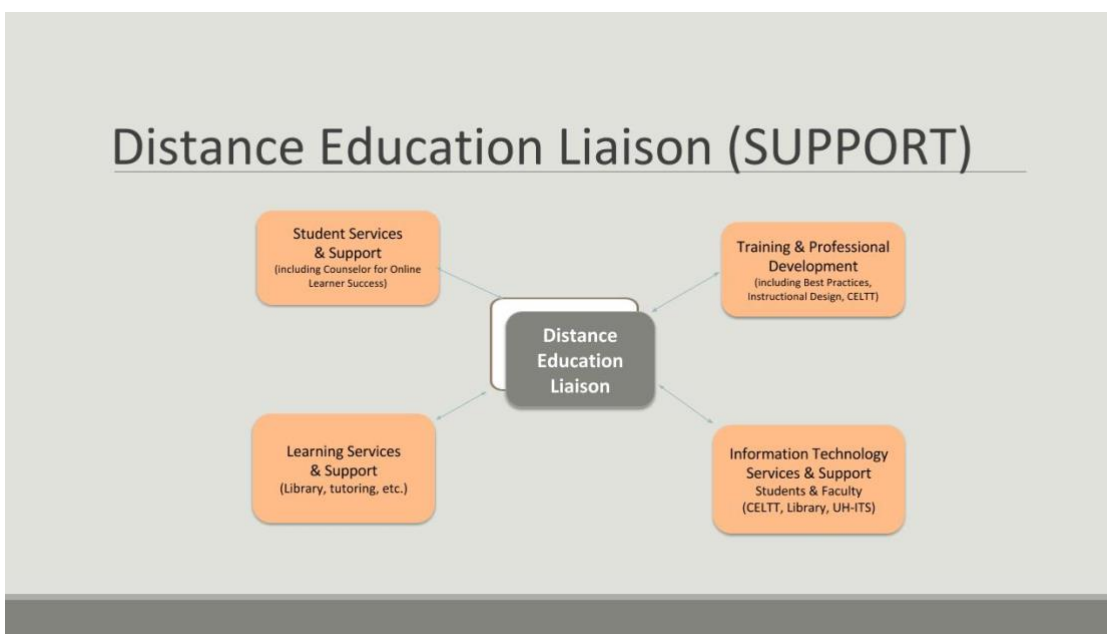 Distance Education Liaison (SUPPORT)
Student Services
& Support
(including Counselor for Online
Learner Success)
Training & Professional
Development
(including Best Practices,
Instructional Design, CELTT)
Distance
Education
Liaison
Learning Services
& Support
(Library, tutoring, etc.)
Information Technology
Services & Support
Students & Faculty
(CELTT, Library, UH-ITS)